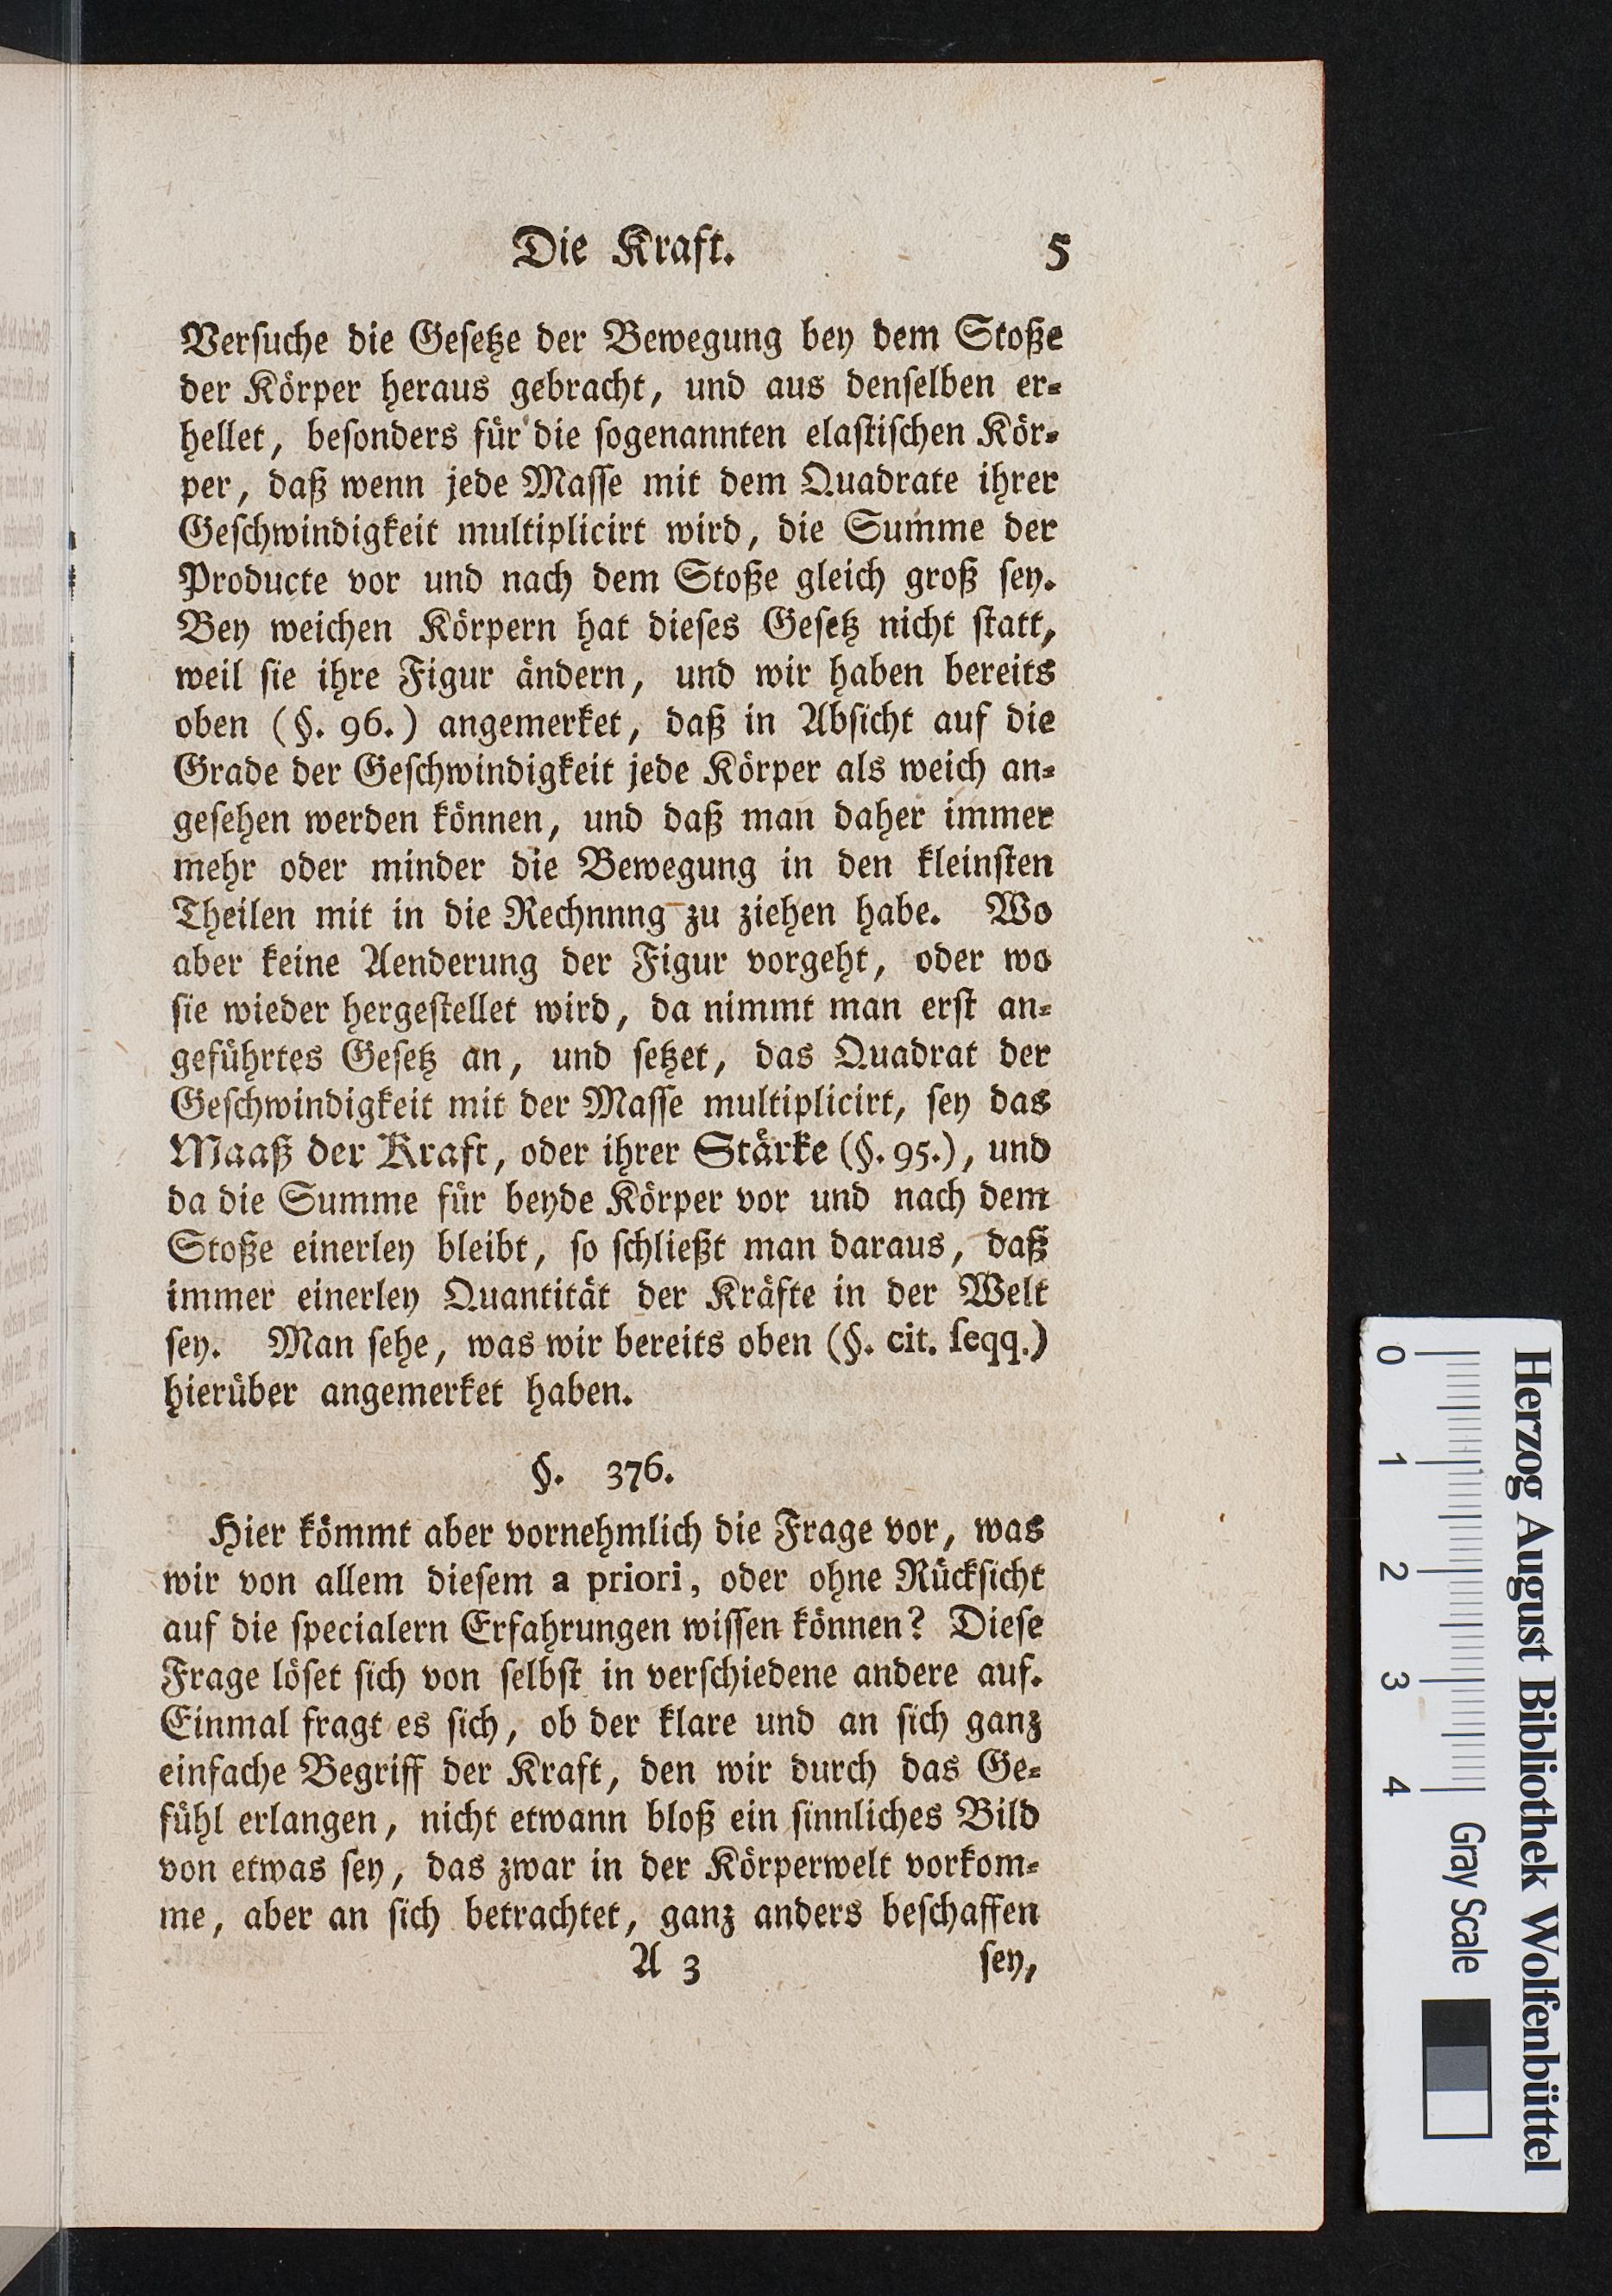 Die Kraft. 5
Verſuche die Geſetze der Bewegung bey dem Stoße
der Körper heraus gebracht, und aus denſelben er⸗
hellet, beſonders für die ſogenannten elaſtiſchen Kör⸗
per, daß wenn jede Maſſe mit dem Quadrate ihrer
Geſchwindigkeit multiplicirt wird, die Summe der
Producte vor und nach dem Stoße gleich groß ſey.
Bey weichen Körpern hat dieſes Geſetz nicht ſtatt,
weil ſie ihre Figur ändern, und wir haben bereits
oben (§. 96.) angemerket, daß in Abſicht auf die
Grade der Geſchwindigkeit jede Körper als weich an⸗
geſehen werden können, und daß man daher immer
mehr oder minder die Bewegung in den kleinſten
Theilen mit in die Rechnnng zu ziehen habe. Wo
aber keine Aenderung der Figur vorgeht, oder wo
ſie wieder hergeſtellet wird, da nimmt man erſt an⸗
geführtes Geſetz an, und ſetzet, das Quadrat der
Geſchwindigkeit mit der Maſſe multiplicirt, ſey das
Maaß der Kraft, oder ihrer Stärke (§. 95.), und
da die Summe für beyde Körper vor und nach dem
Stoße einerley bleibt, ſo ſchließt man daraus, daß
immer einerley Quantität der Kräfte in der Welt
ſey. Man ſehe, was wir bereits oben (§. cit. ſeqq.)
hierüber angemerket haben.
§. 376.
Hier kömmt aber vornehmlich die Frage vor, was
wir von allem dieſem a priori, oder ohne Rückſicht
auf die ſpecialern Erfahrungen wiſſen können? Dieſe
Frage löſet ſich von ſelbſt in verſchiedene andere auf.
Einmal fragt es ſich, ob der klare und an ſich ganz
einfache Begriff der Kraft, den wir durch das Ge⸗
fühl erlangen, nicht etwann bloß ein ſinnliches Bild
von etwas ſey, das zwar in der Körperwelt vorkom⸗
me, aber an ſich betrachtet, ganz anders beſchaffen
A 3 ſey,
Herzog August Bibliothek Wolfenbüttel
0 1 2 3 4 Gray Scale